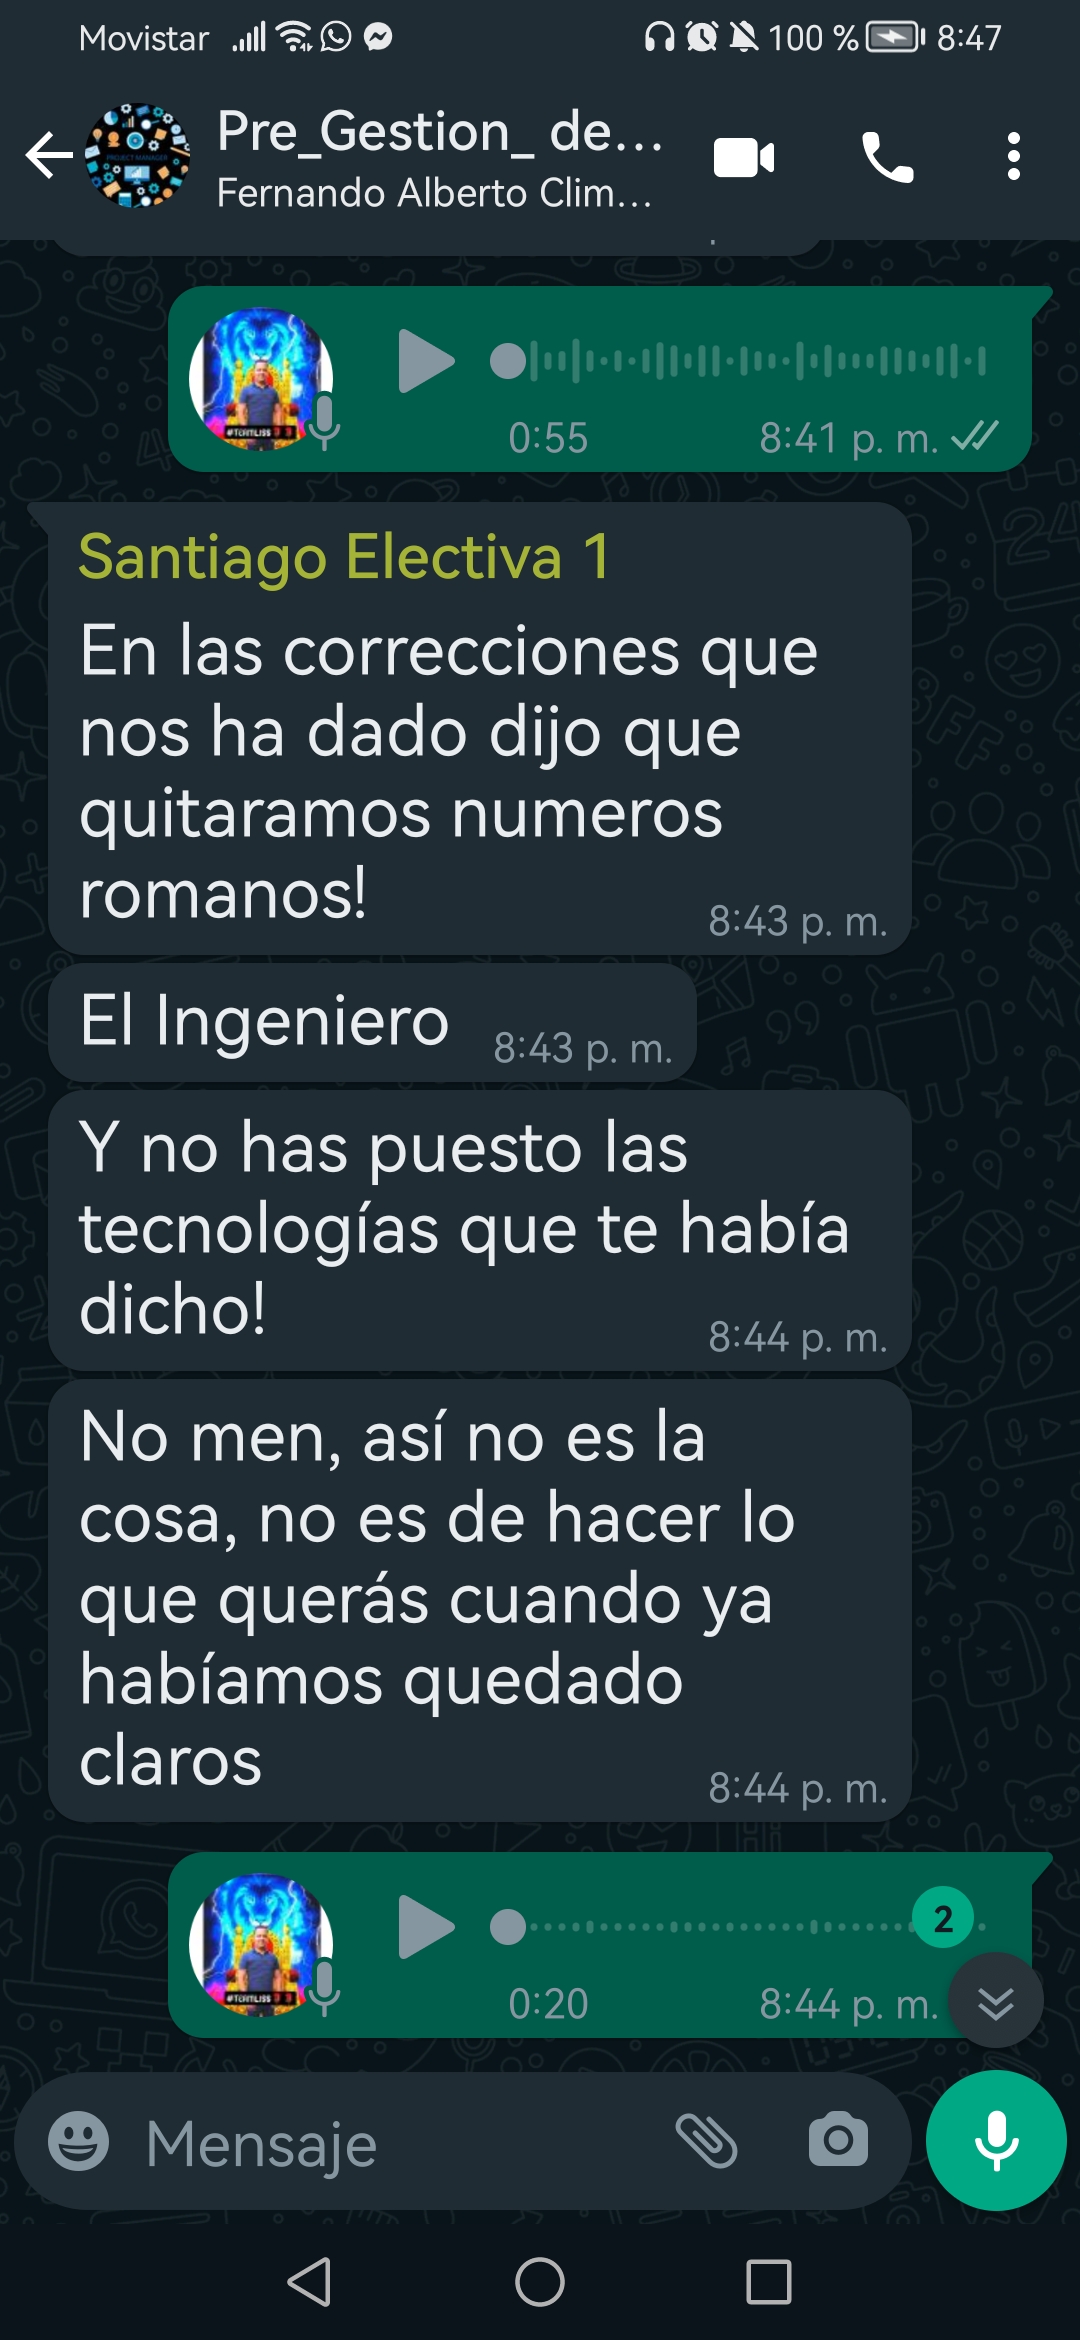 Movistar 100 % 8:47
Pre_Gestion_ de...
Fernando Alberto Clim...
PROJECT MANAGER
0:55 8:41 p. m.
Santiago Electiva 1
En las correcciones que
nos ha dado dijo que
quitaramos numeros
romanos!
8:43 p. m.
El Ingeniero 8:43 p. m.
Y no has puesto las
tecnologías que te había
dicho!
8:44 p. m.
No men, así no es la
cosa, no es de hacer lo
que querás cuando ya
habíamos quedado
claros
8:44 p. m.
2
0:20 8:44 p. m.
Mensaje